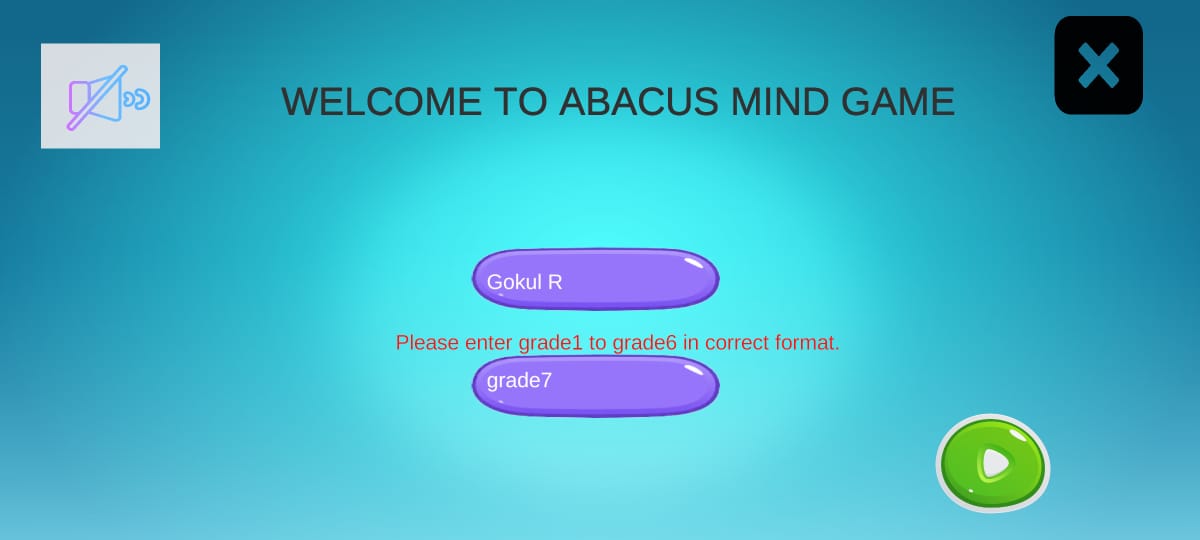 WELCOME TO ABACUS MIND GAME
Gokul R
Please enter grade1 to grade6 in correct format.
grade7